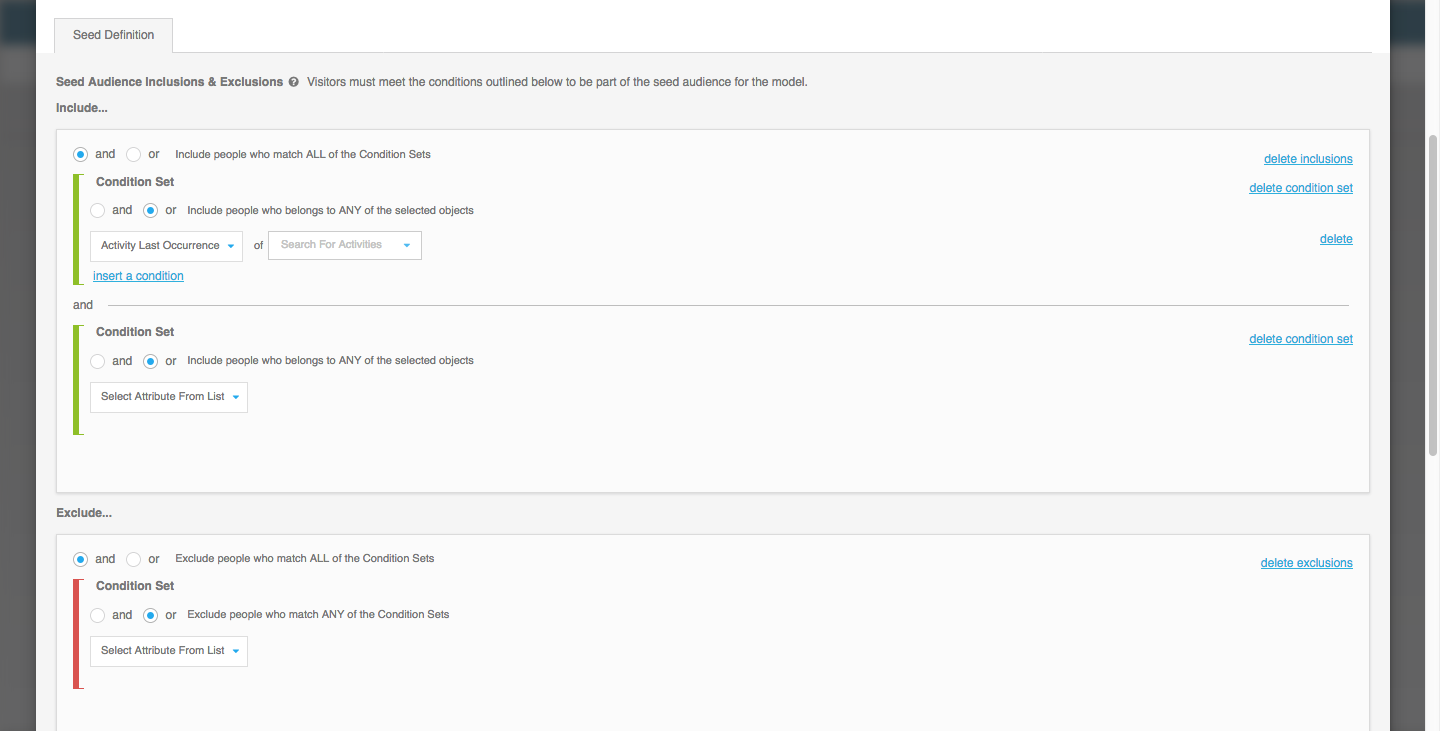 Seed Definition
Seed Audience Inclusions & Exclusions ? Visitors must meet the conditions outlined below to be part of the seed audience for the model.
Include...
and or Include people who match ALL of the Condition Sets
delete inclusions
Condition Set
delete condition set
and or Include people who belongs to ANY of the selected objects
Activity Last Occurrence of Search For Activities
delete
insert a condition
and
Condition Set
delete condition set
and or Include people who belongs to ANY of the selected objects
Select Attribute From List
Exclude...
and or Exclude people who match ALL of the Condition Sets
delete exclusions
Condition Set
and or Exclude people who match ANY of the Condition Sets
Select Attribute From List